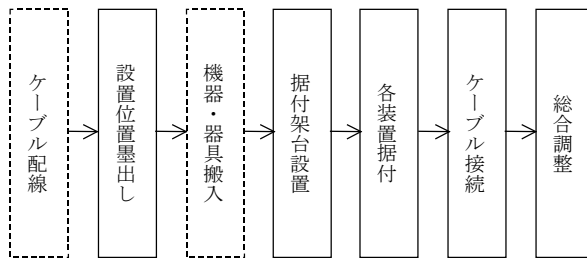 ケーブル配線
設置位置墨出し
機器・器具搬入
据付架台設置
各装置据付
ケーブル接続
総合調整